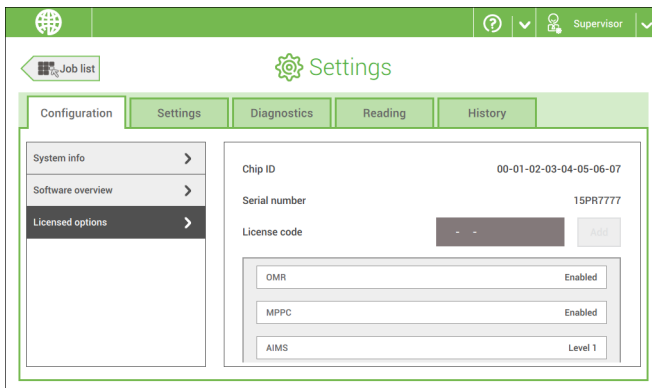 Supervisor
Job list
Settings
Configuration Settings Diagnostics Reading History
System info
Software overview
Licensed options
Chip ID 00-01-02-03-04-05-06-07
Serial number 15PR7777
License code - - Add
OMR Enabled
MPPC Enabled
AIMS Level 1